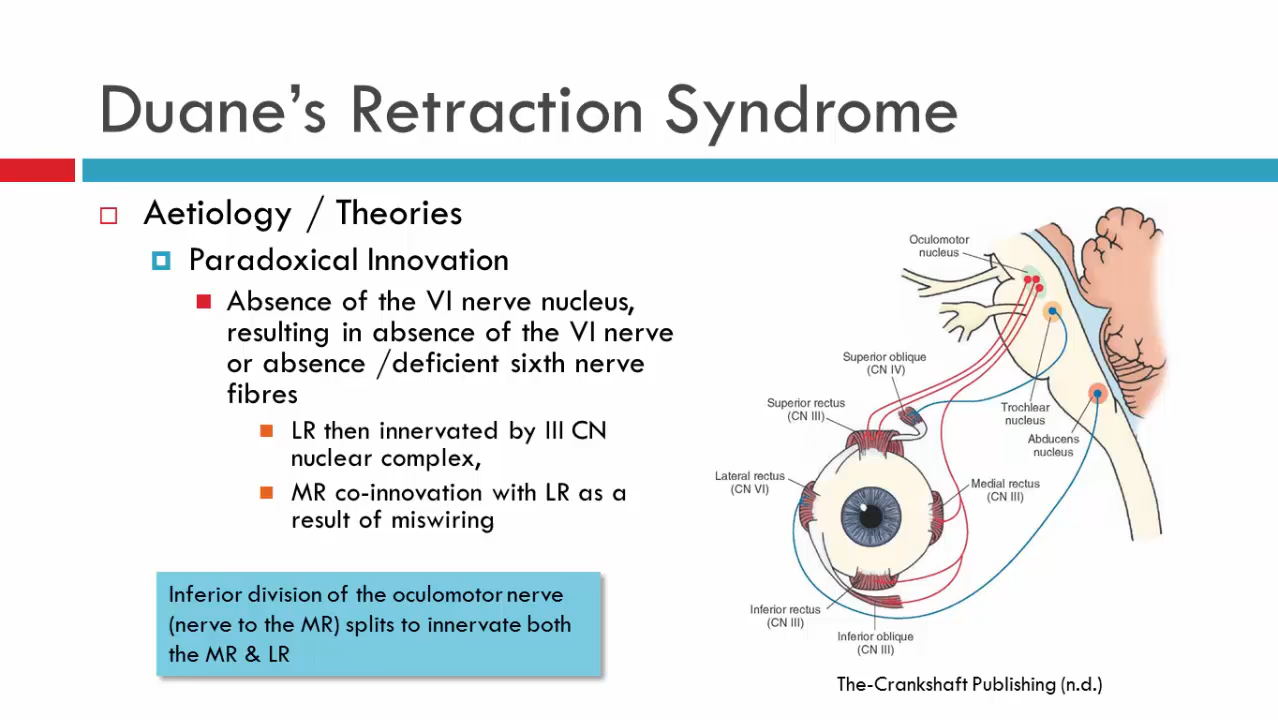 Duane's Retraction Syndrome
Aetiology / Theories
Paradoxical Innovation
Absence of the VI nerve nucleus,
resulting in absence of the VI nerve
or absence /deficient sixth nerve
fibres
LR then innervated by III CN
nuclear complex,
MR co-innovation with LR as a
result of miswiring
Inferior division of the oculomotor nerve
(nerve to the MR) splits to innervate both
the MR & LR
Oculomotor
nucleus
Superior oblique
(CN IV)
Superior rectus
(CN III)
Trochlear
nucleus
Abducens
nucleus
Lateral rectus
(CN VI)
Medial rectus
(CN III)
Inferior rectus
(CN III)
Inferior oblique
(CN III)
The-Crankshaft Publishing (n.d.)